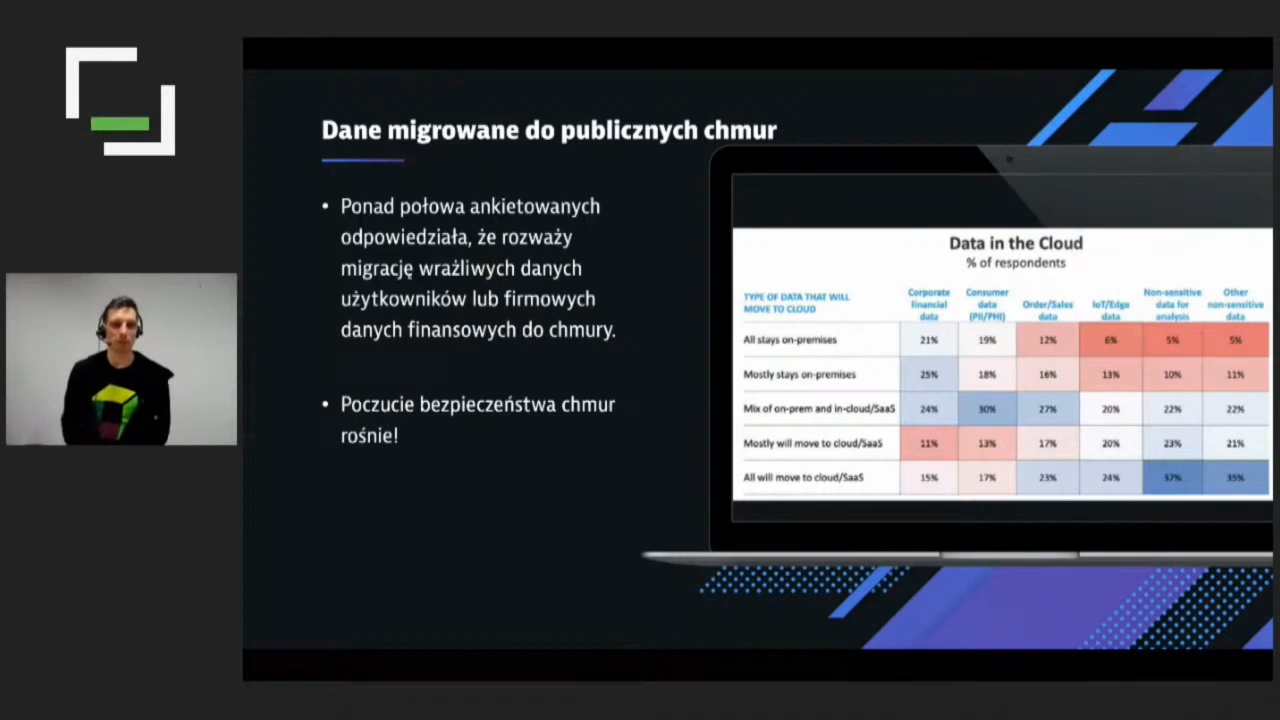 Dane migrowane do publicznych chmur
• Ponad połowa ankietowanych
odpowiedziała, że rozważy
migrację wrażliwych danych
użytkowników lub firmowych
danych finansowych do chmury.
• Poczucie bezpieczeństwa chmur
rośnie!
Data in the Cloud
% of respondents
TYPE OF DATA THAT WILL
MOVE TO CLOUD
Corporate
financial
data
Consumer
data
(PII/PHI)
Order/Sales
data
IoT/Edge
data
Non-sensitive
data for
analysis
Other
non-sensitive
data
All stays on-premises 21% 19% 12% 6% 5% 5%
Mostly stays on-premises 25% 18% 16% 13% 10% 11%
Mix of on-prem and in-cloud/SaaS 24% 30% 27% 20% 22% 22%
Mostly will move to cloud/SaaS 11% 13% 17% 20% 23% 21%
All will move to cloud/SaaS 15% 17% 23% 24% 37% 35%